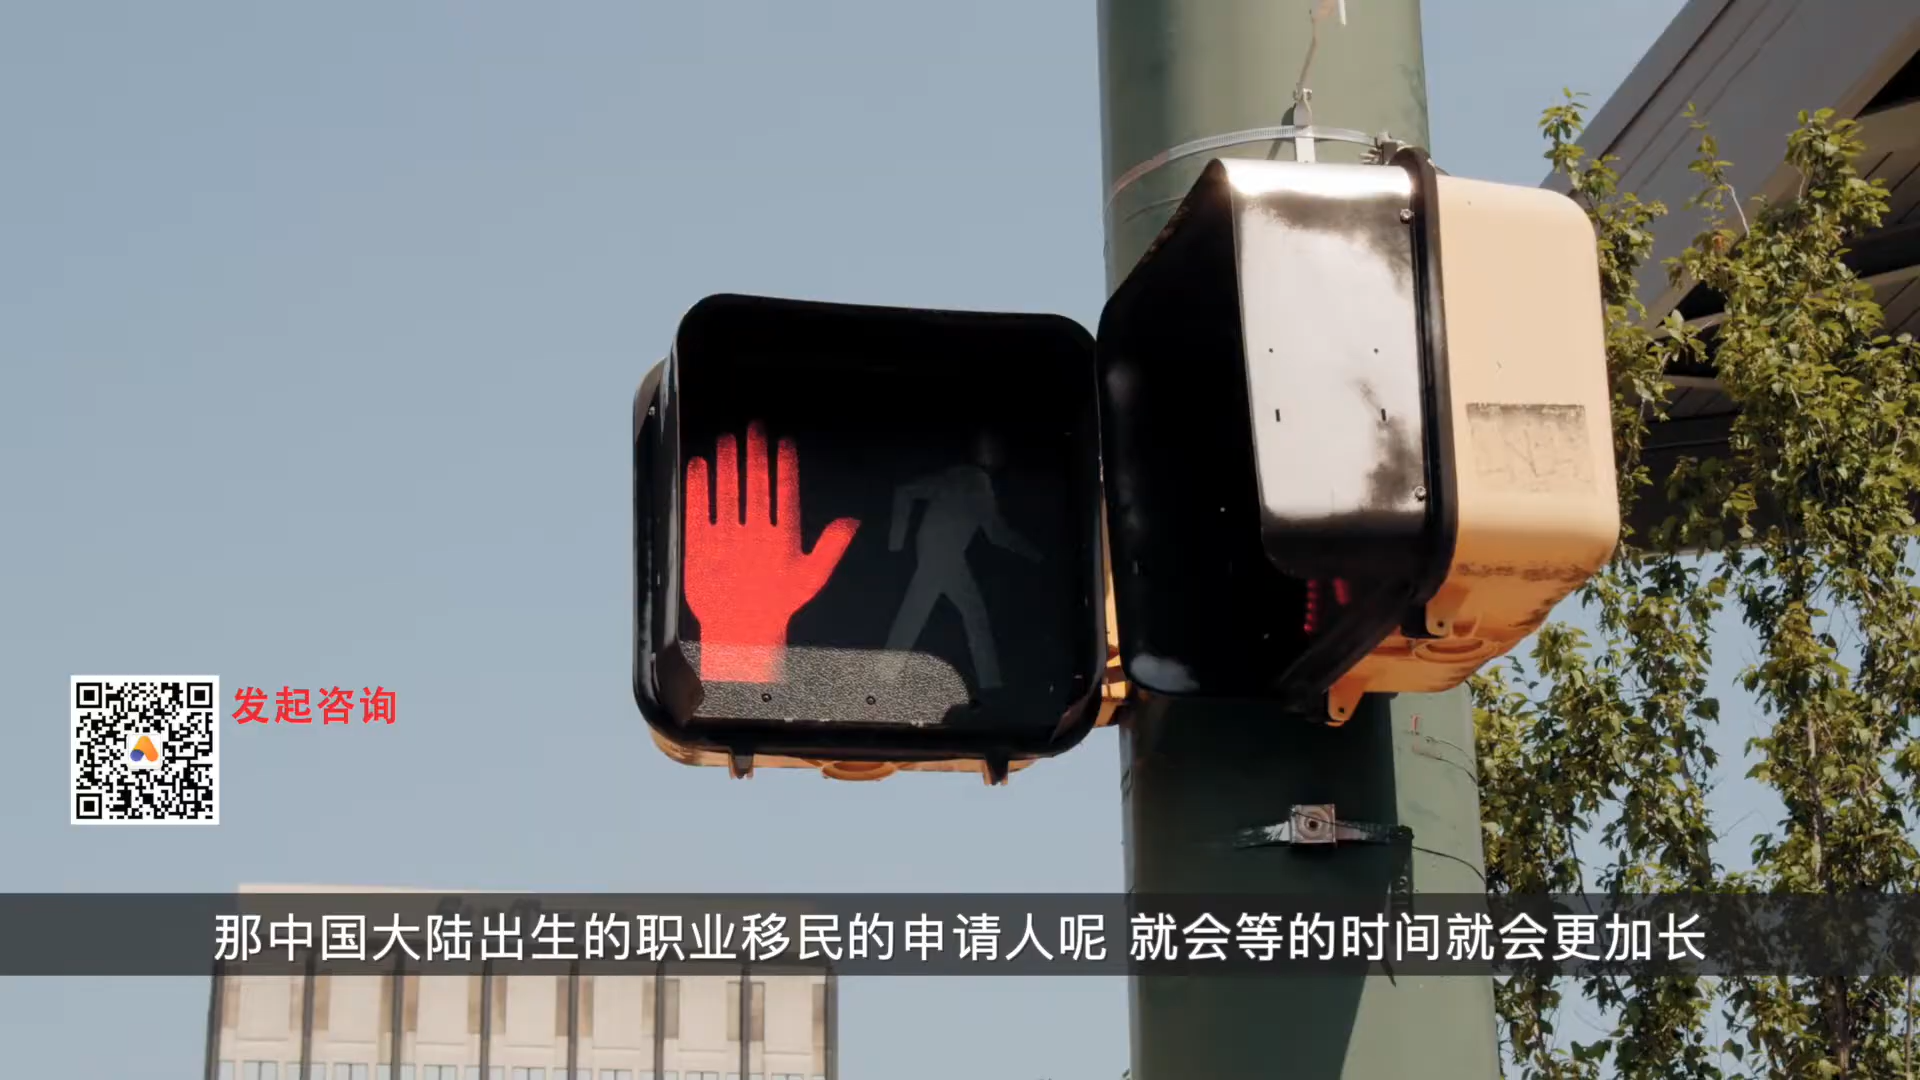 发起咨询
那中国大陆出生的职业移民的申请人呢 就会等的时间就会更加长